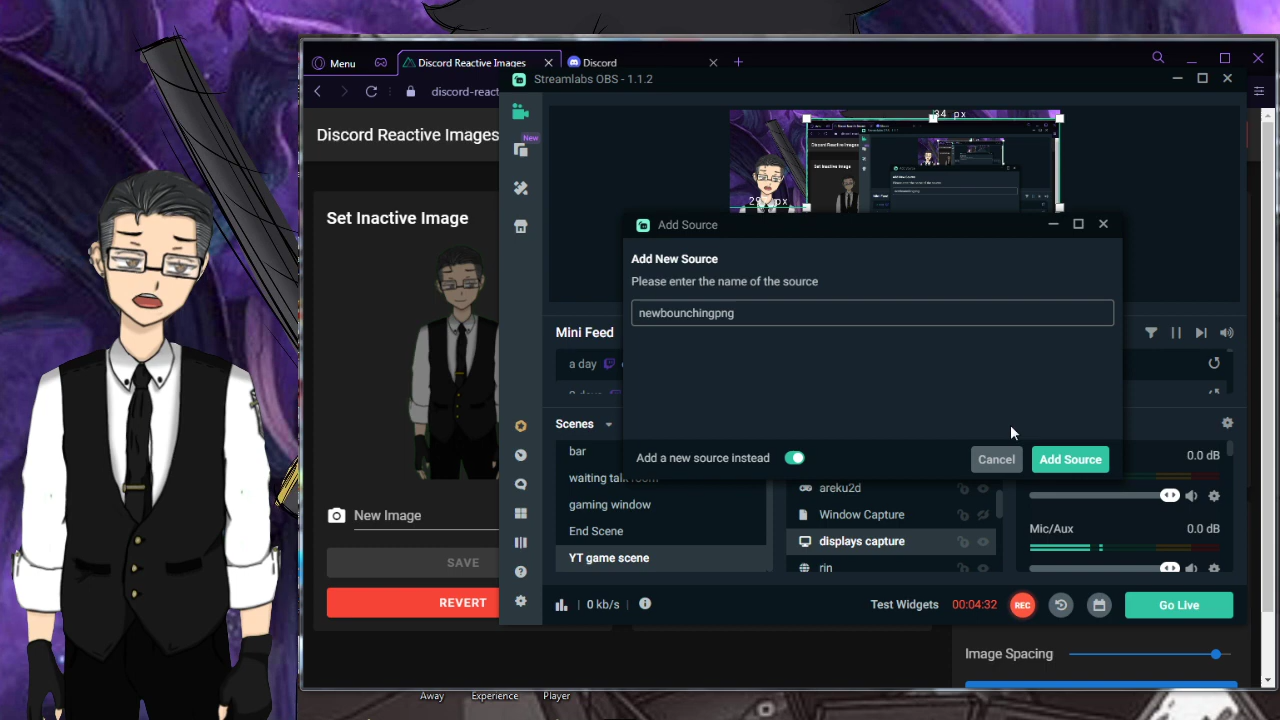 Menu
Discord Reactive Images
Discord
Streamlabs OBS - 1.1.2
discord-react
New
Discord Reactive Images
Set Inactive Image
New Image
SAVE
REVERT
Add Source
Add New Source
Please enter the name of the source
newbounchingpng
Add a new source instead
Cancel
Add Source
Mini Feed
a day
Scenes
bar
waiting talk room
gaming window
End Scene
YT game scene
areku2d
Window Capture
displays capture
rin
0.0 dB
Mic/Aux
0.0 dB
0 kb/s
Test Widgets
00:04:32
REC
Go Live
Image Spacing
Away
Experience
Player